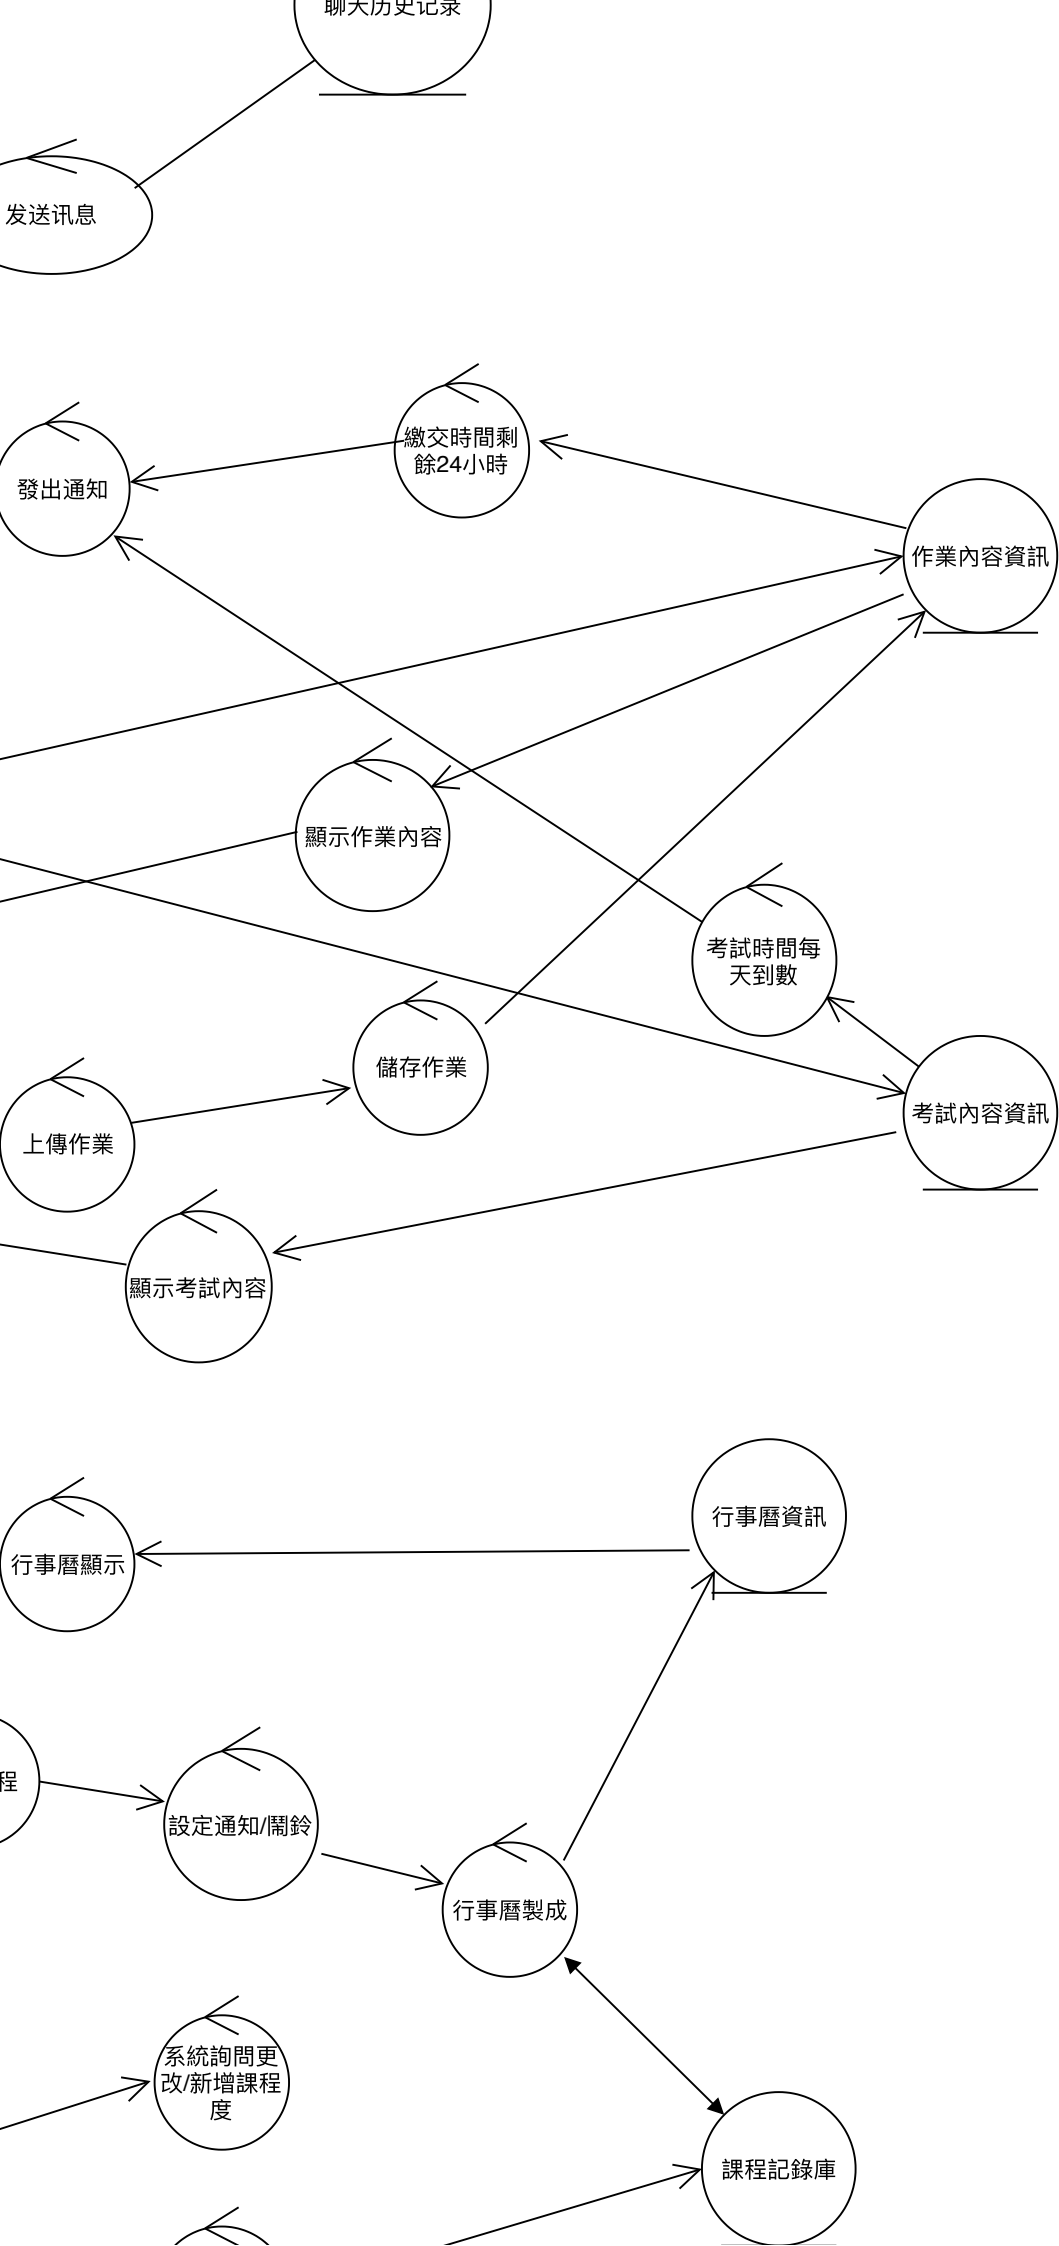 聊天历史记录
发送讯息
繳交時間剩
餘24小時
發出通知
作業內容資訊
顯示作業內容
考試時間每
天到數
儲存作業
考試內容資訊
上傳作業
顯示考試內容
行事曆資訊
行事曆顯示
程
設定通知/鬧鈴
行事曆製成
系統詢問更
改/新增課程
度
課程記錄庫